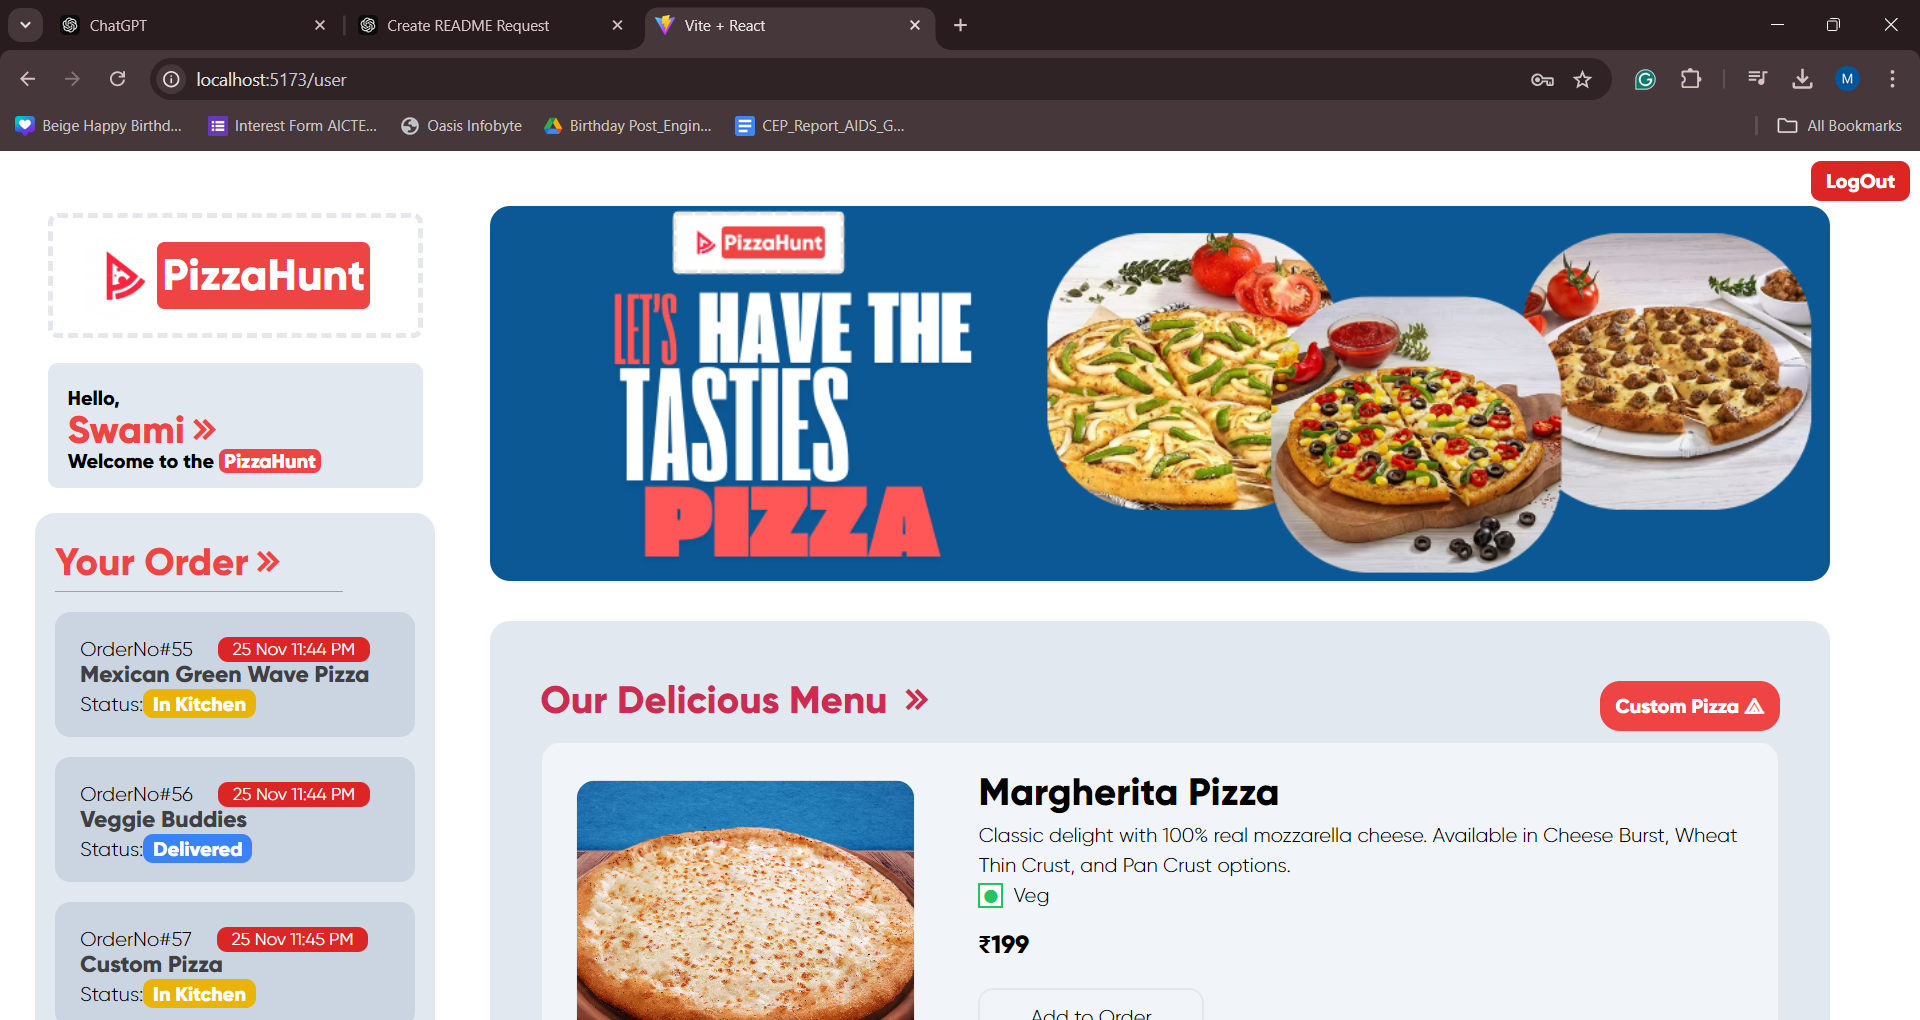 ChatGPT
Create README Request
Vite + React
localhost:5173/user
M
Beige Happy Birthd...
Interest Form AICTE...
Oasis Infobyte
Birthday Post_Engin...
CEP_Report_AIDS_G...
All Bookmarks
LogOut
PizzaHunt
Hello,
Swami »
Welcome to the PizzaHunt
Your Order »
OrderNo#55 25 Nov 11:44 PM
Mexican Green Wave Pizza
Status: In Kitchen
OrderNo#56 25 Nov 11:44 PM
Veggie Buddies
Status: Delivered
OrderNo#57 25 Nov 11:45 PM
Custom Pizza
Status: In Kitchen
PizzaHunt
LET'S HAVE THE
TASTIES
PIZZA
Our Delicious Menu »
Custom Pizza
Margherita Pizza
Classic delight with 100% real mozzarella cheese. Available in Cheese Burst, Wheat
Thin Crust, and Pan Crust options.
Veg
₹199
Add to Order